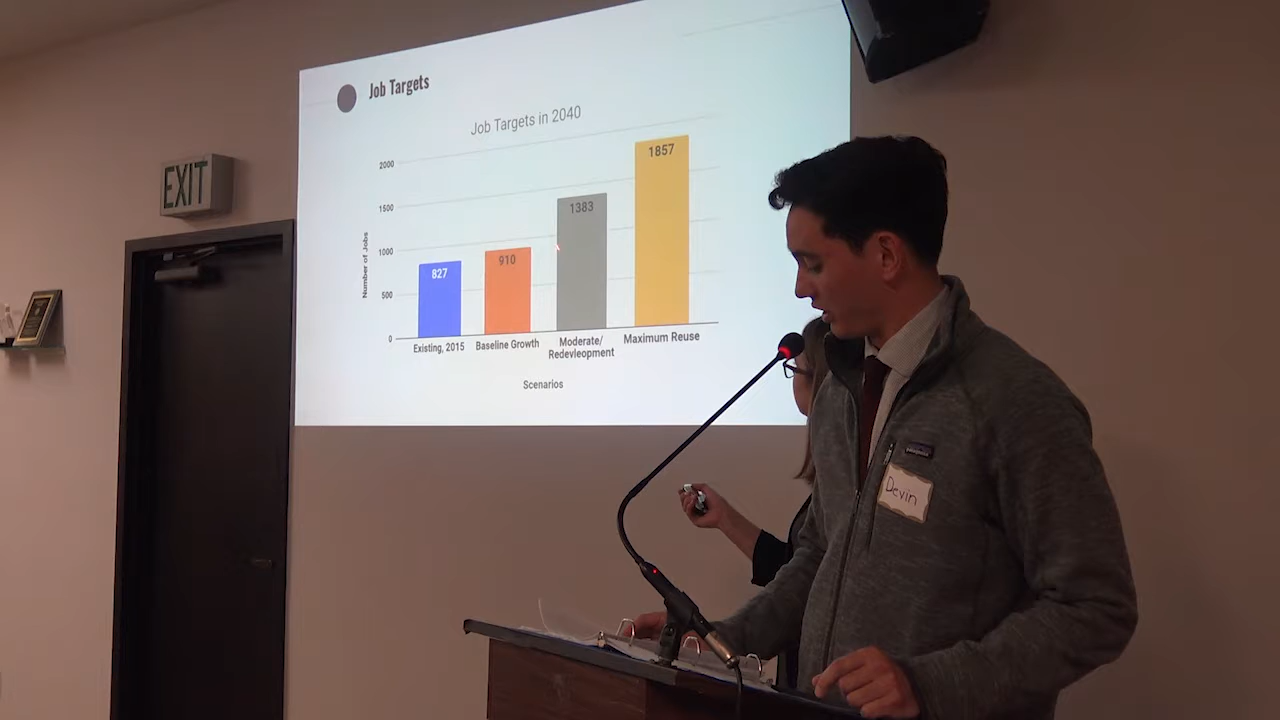 Job Targets
Job Targets in 2040
2000
1500
1000
500
0
Number of Jobs
827
910
1383
1857
Existing, 2015
Baseline Growth
Moderate/
Redevleopment
Maximum Reuse
Scenarios
EXIT
patagonia
Devin